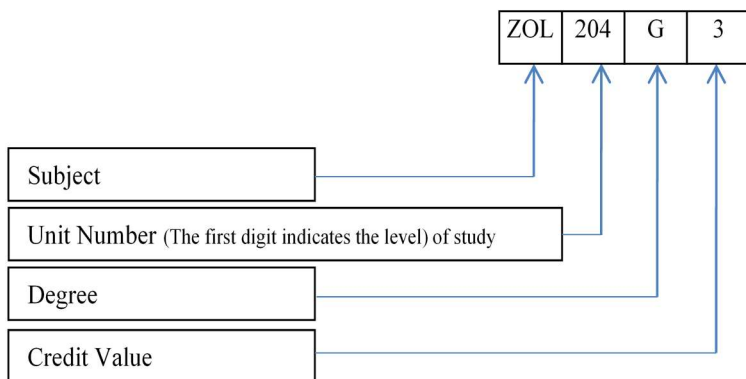 ZOL 204 G 3
Subject
Unit Number (The first digit indicates the level) of study
Degree
Credit Value